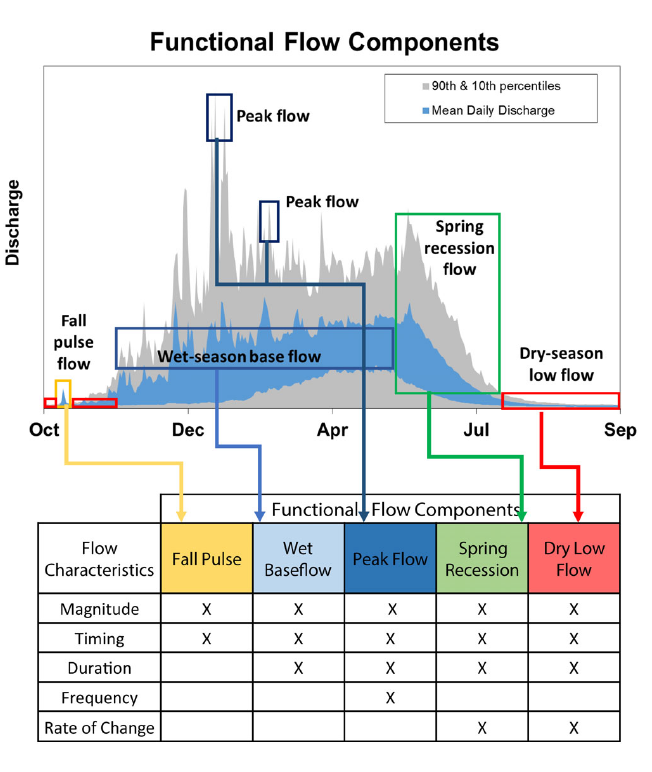 Functional Flow Components
90th & 10th percentiles
Mean Daily Discharge
Peak flow
Peak flow
Spring
recession
flow
Discharge
Fall
pulse
flow
Wet-season base flow
Dry-season
low flow
Oct Dec Apr Jul Sep
Functional Flow Components
Flow
Characteristics
Fall Pulse
Wet
Baseflow
Peak Flow
Spring
Recession
Dry Low
Flow
Magnitude X X X X X
Timing X X X X X
Duration X X X X
Frequency X
Rate of Change X X